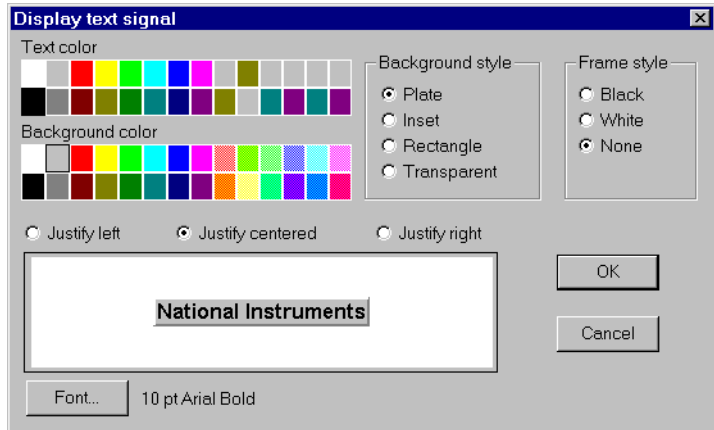 Display text signal
Text color
Background color
Background style
Plate
Inset
Rectangle
Transparent
Frame style
Black
White
None
Justify left
Justify centered
Justify right
National Instruments
OK
Cancel
Font...
10 pt Arial Bold